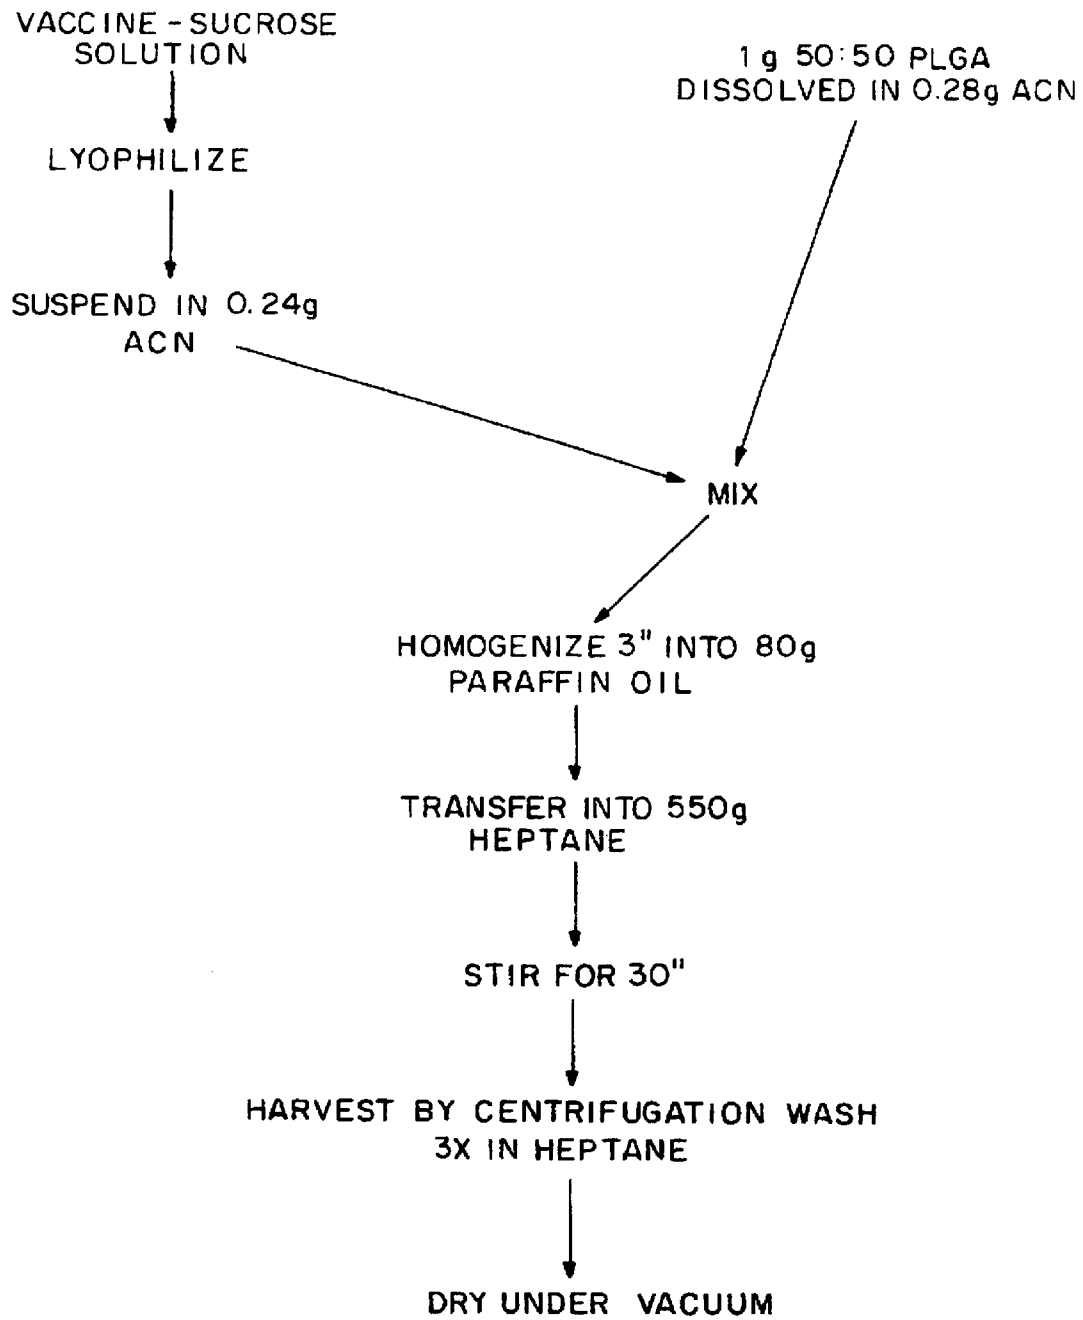 VACCINE-SUCROSE
SOLUTION
1g 50:50 PLGA
DISSOLVED IN 0.28g ACN
LYOPHILIZE
SUSPEND IN 0.24g
ACN
MIX
HOMOGENIZE 3" INTO 80g
PARAFFIN OIL
TRANSFER INTO 550g
HEPTANE
STIR FOR 30"
HARVEST BY CENTRIFUGATION WASH
3X IN HEPTANE
DRY UNDER VACUUM